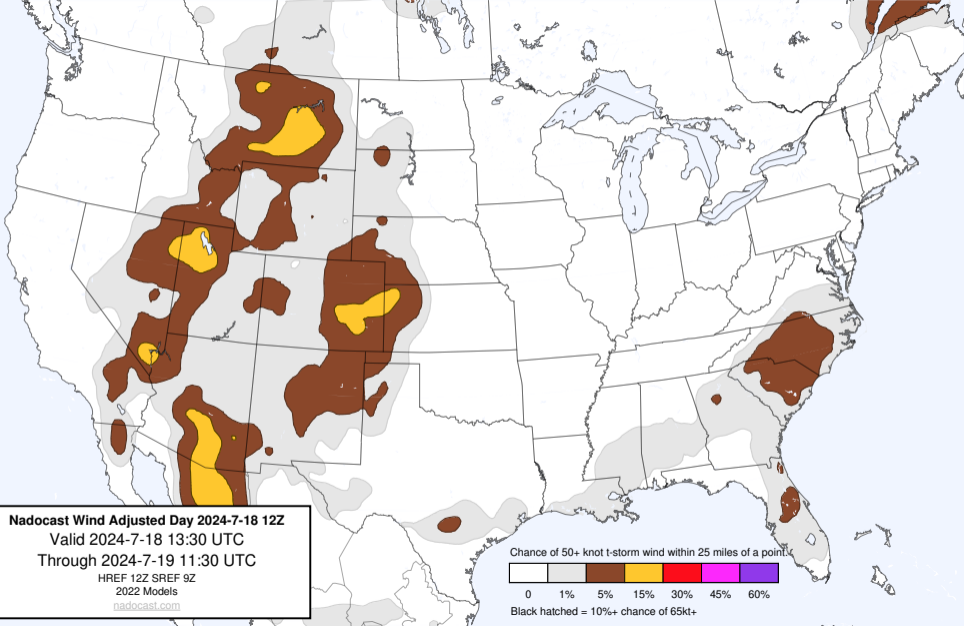 Nadocast Wind Adjusted Day 2024-7-18 12Z
Valid 2024-7-18 13:30 UTC
Through 2024-7-19 11:30 UTC
HREF 12Z SREF 9Z
2022 Models
nadocast.com
Chance of 50+ knot t-storm wind within 25 miles of a point.
0 1% 5% 15% 30% 45% 60%
Black hatched = 10%+ chance of 65kt+